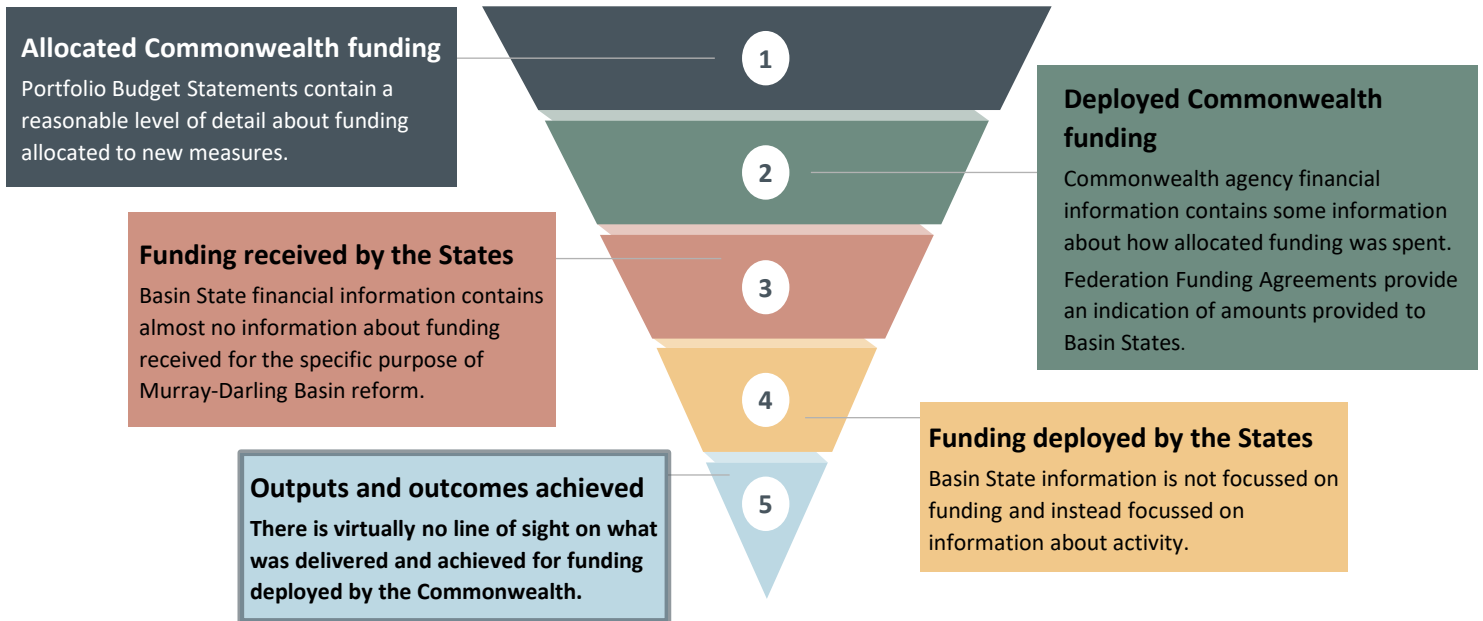 Allocated Commonwealth funding
Portfolio Budget Statements contain a
reasonable level of detail about funding
allocated to new measures.
1
Deployed Commonwealth
funding
Commonwealth agency financial
information contains some information
about how allocated funding was spent.
Federation Funding Agreements provide
an indication of amounts provided to
Basin States.
2
Funding received by the States
Basin State financial information contains
almost no information about funding
received for the specific purpose of
Murray-Darling Basin reform.
3
Funding deployed by the States
Basin State information is not focussed on
funding and instead focussed on
information about activity.
4
Outputs and outcomes achieved
There is virtually no line of sight on what
was delivered and achieved for funding
deployed by the Commonwealth.
5